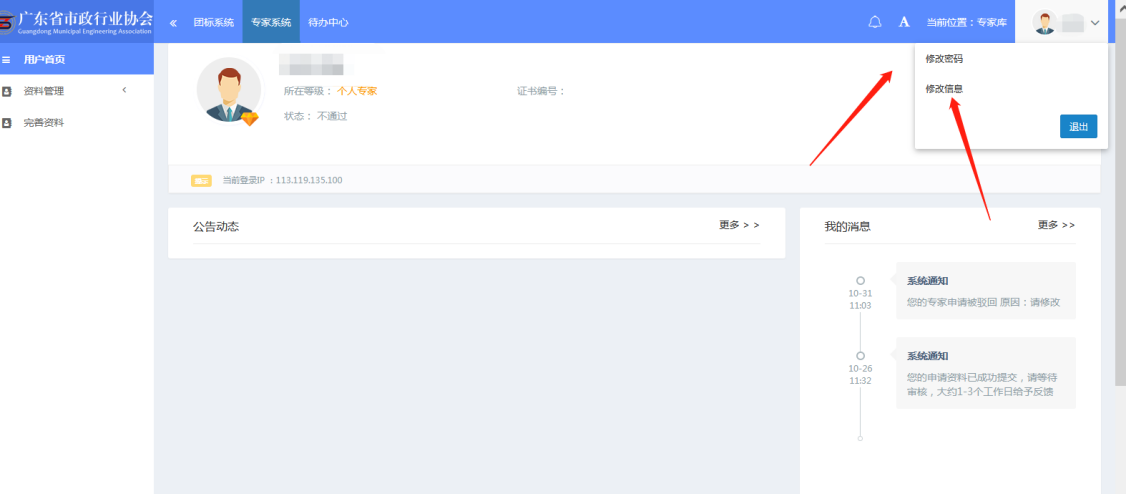 广东省市政行业协会
Guangdong Municipal Engineering Association
« 团标系统 专家系统 待办中心 A 当前位置：专家库
用户首页
资料管理
完善资料
所在等级： 个人专家 证书编号：
状态： 不通过
修改密码
修改信息
退出
当前登录IP ：113.119.135.100
公告动态 更多 > >
我的消息 更多 >>
10-31
11:03
系统通知
您的专家申请被驳回 原因：请修改
10-26
11:32
系统通知
您的申请资料已成功提交，请等待
审核，大约1-3个工作日给予反馈